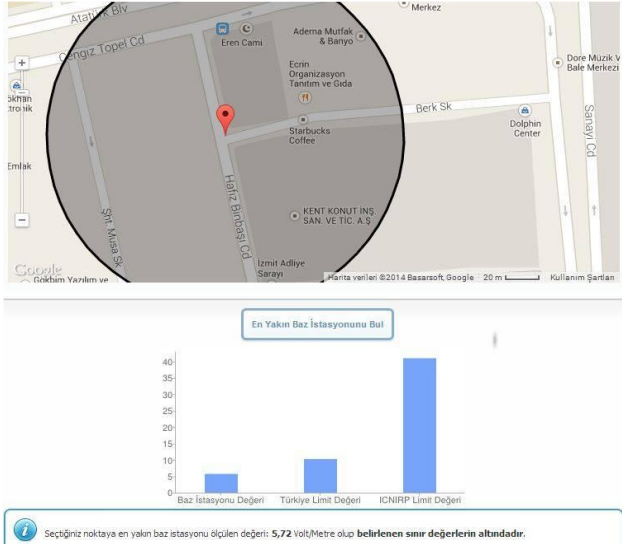 Atatürk Blv
Cengiz Topel Cd
Eren Cami
Adema Mutfak
& Banyo
Merkez
Dore Müzik V
Bale Merkezi
Ecrin
Organizasyon
Tanıtım ve Gıda
Berk Sk
Starbucks
Coffee
Dolphin
Center
Sanayi Cd
Emlak
Hafız Binbaşı Cd
Sht. Musa Sk
KENT KONUT İNŞ.
SAN. VE TİC. A.Ş
İzmit Adliye
Sarayı
Google
Gökbim Yazılım ve
Harita verileri ©2014 Basarsoft, Google 20 m Kullanım Şartları
En Yakın Baz İstasyonunu Bul
40
35
30
25
20
15
10
5
0
Baz İstasyonu Değeri Türkiye Limit Değeri ICNIRP Limit Değeri
Seçtiğiniz noktaya en yakın baz istasyonu ölçülen değeri: 5,72 Volt/Metre olup belirlenen sınır değerlerin altındadır.